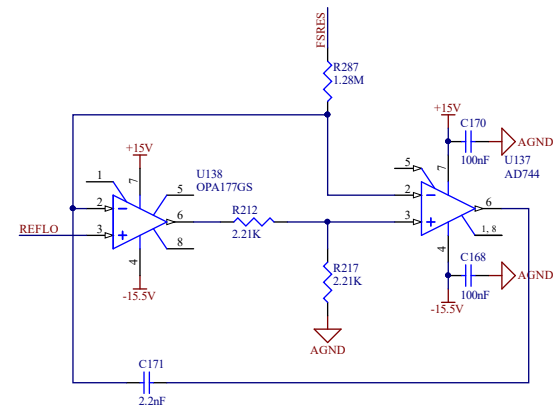 FSRES
R287
1.28M
+15V
C170
AGND
100nF
U137
AD744
+15V
1
7
U138
OPA177GS
5
2
3
6
8
4
REFLO
-15.5V
R212
2.21K
R217
2.21K
AGND
5
7
2
3
6
1, 8
4
C168
AGND
100nF
-15.5V
C171
2.2nF